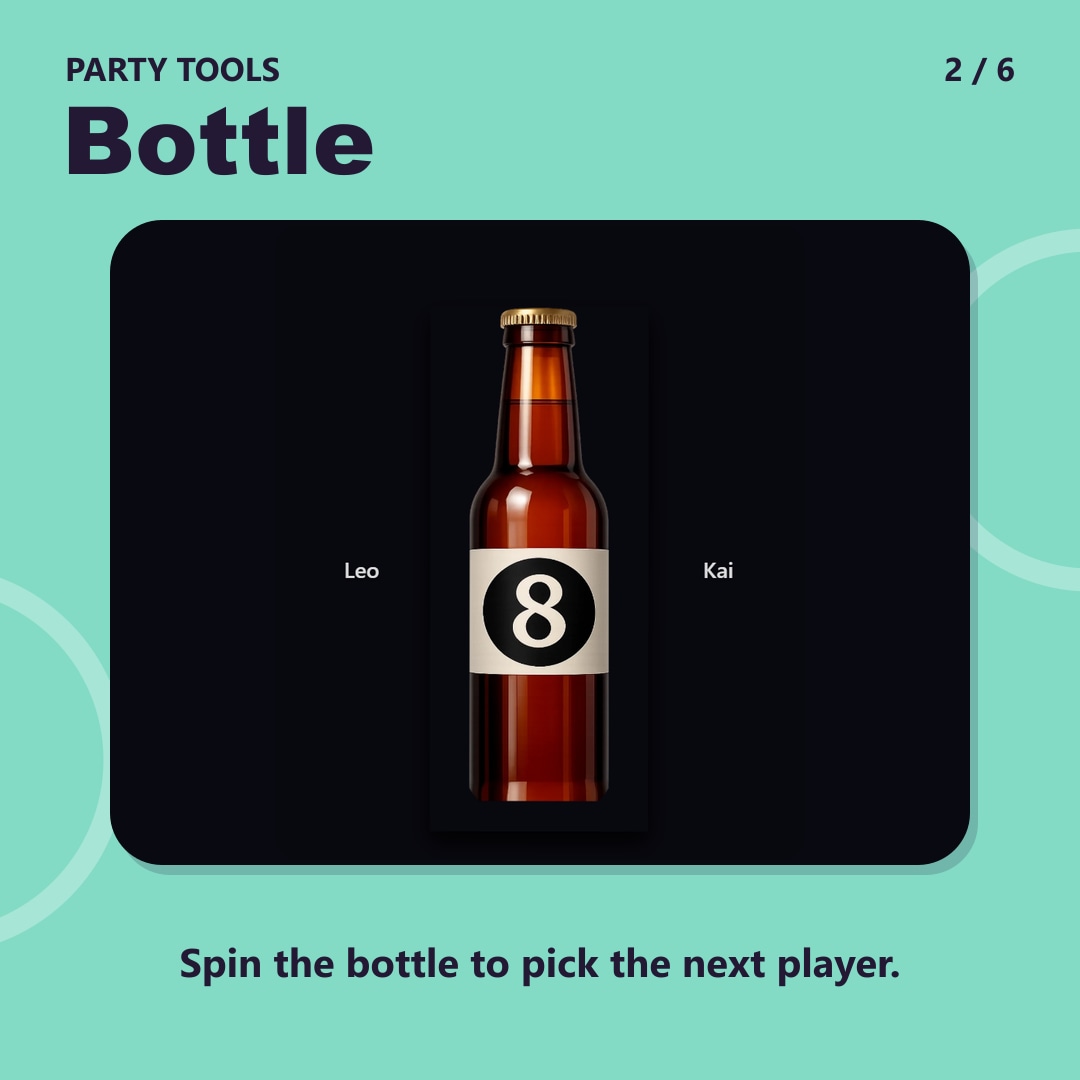 PARTY TOOLS
2 / 6
Bottle
Leo
Kai
8
Spin the bottle to pick the next player.